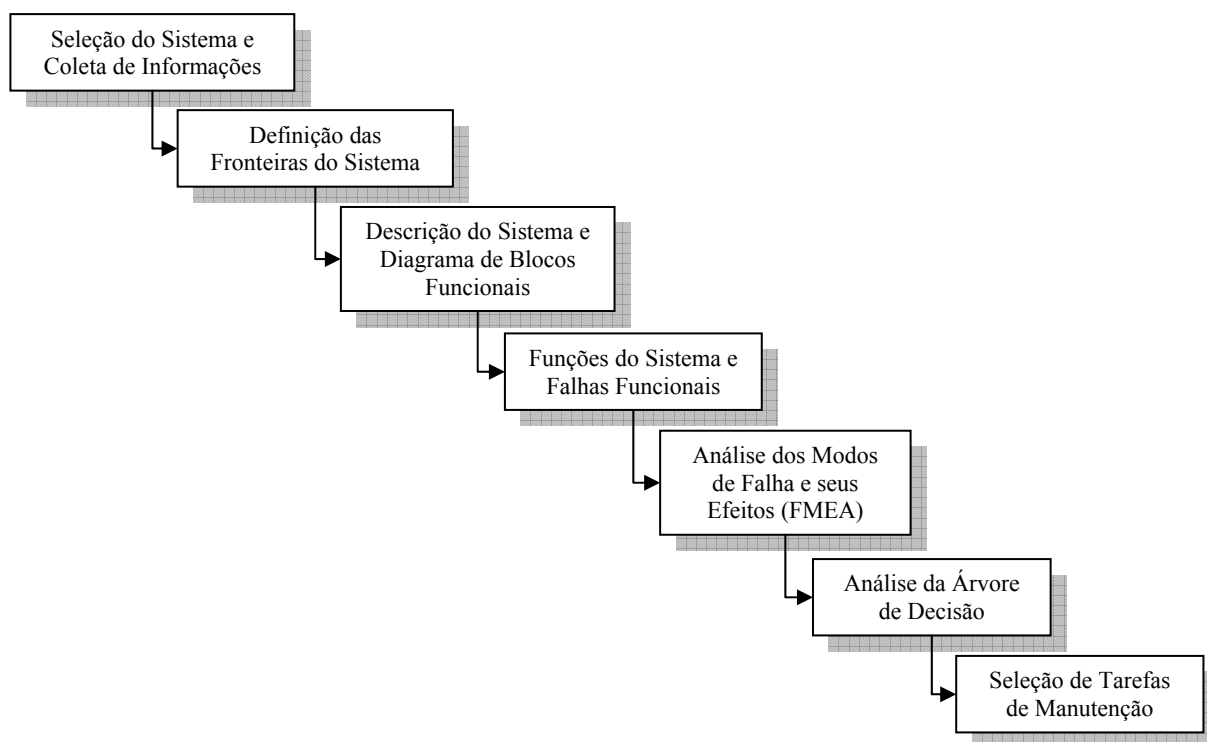 Seleção do Sistema e
Coleta de Informações
Definição das
Fronteiras do Sistema
Descrição do Sistema e
Diagrama de Blocos
Funcionais
Funções do Sistema e
Falhas Funcionais
Análise dos Modos
de Falha e seus
Efeitos (FMEA)
Análise da Árvore
de Decisão
Seleção de Tarefas
de Manutenção